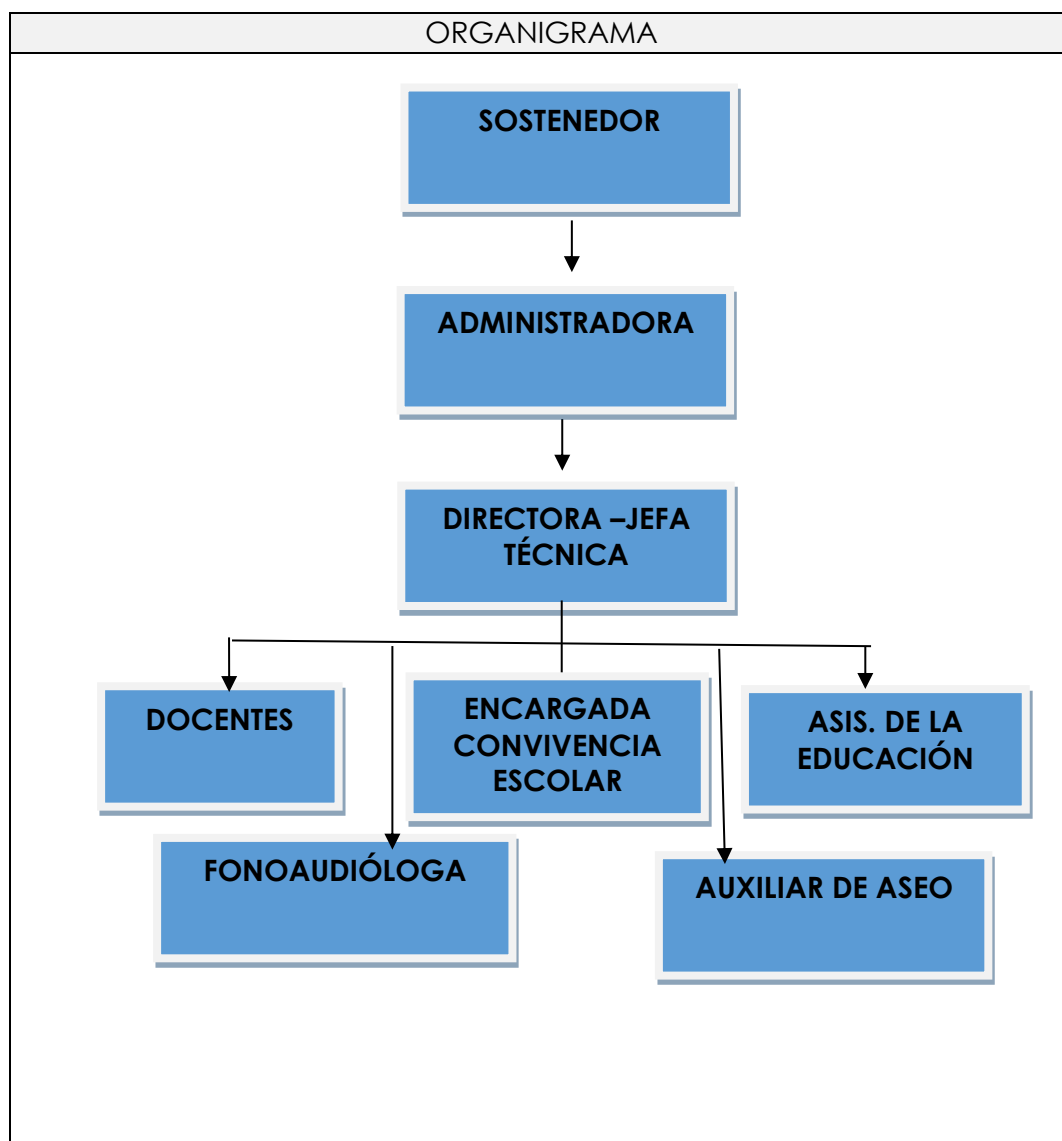 ORGANIGRAMA
SOSTENEDOR
ADMINISTRADORA
DIRECTORA –JEFA
TÉCNICA
DOCENTES
ENCARGADA
CONVIVENCIA
ESCOLAR
ASIS. DE LA
EDUCACIÓN
FONOAUDIÓLOGA
AUXILIAR DE ASEO